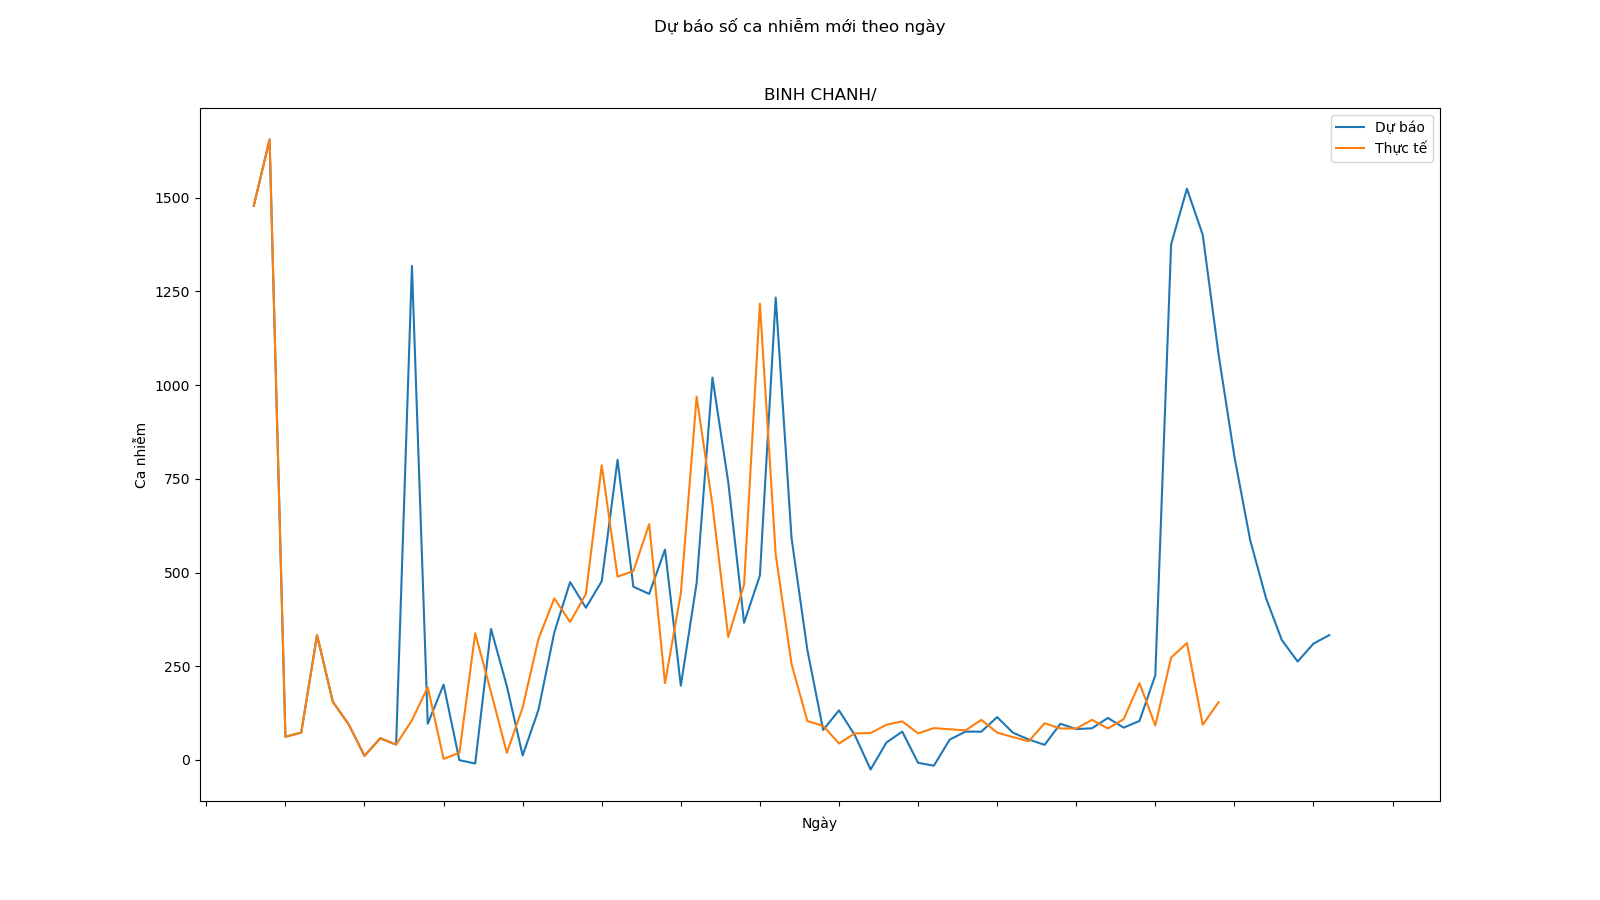 Dự báo số ca nhiễm mới theo ngày
BINH CHANH/
Dự báo
Thực tế
1500
1250
1000
750
500
250
0
Ca nhiễm
Ngày